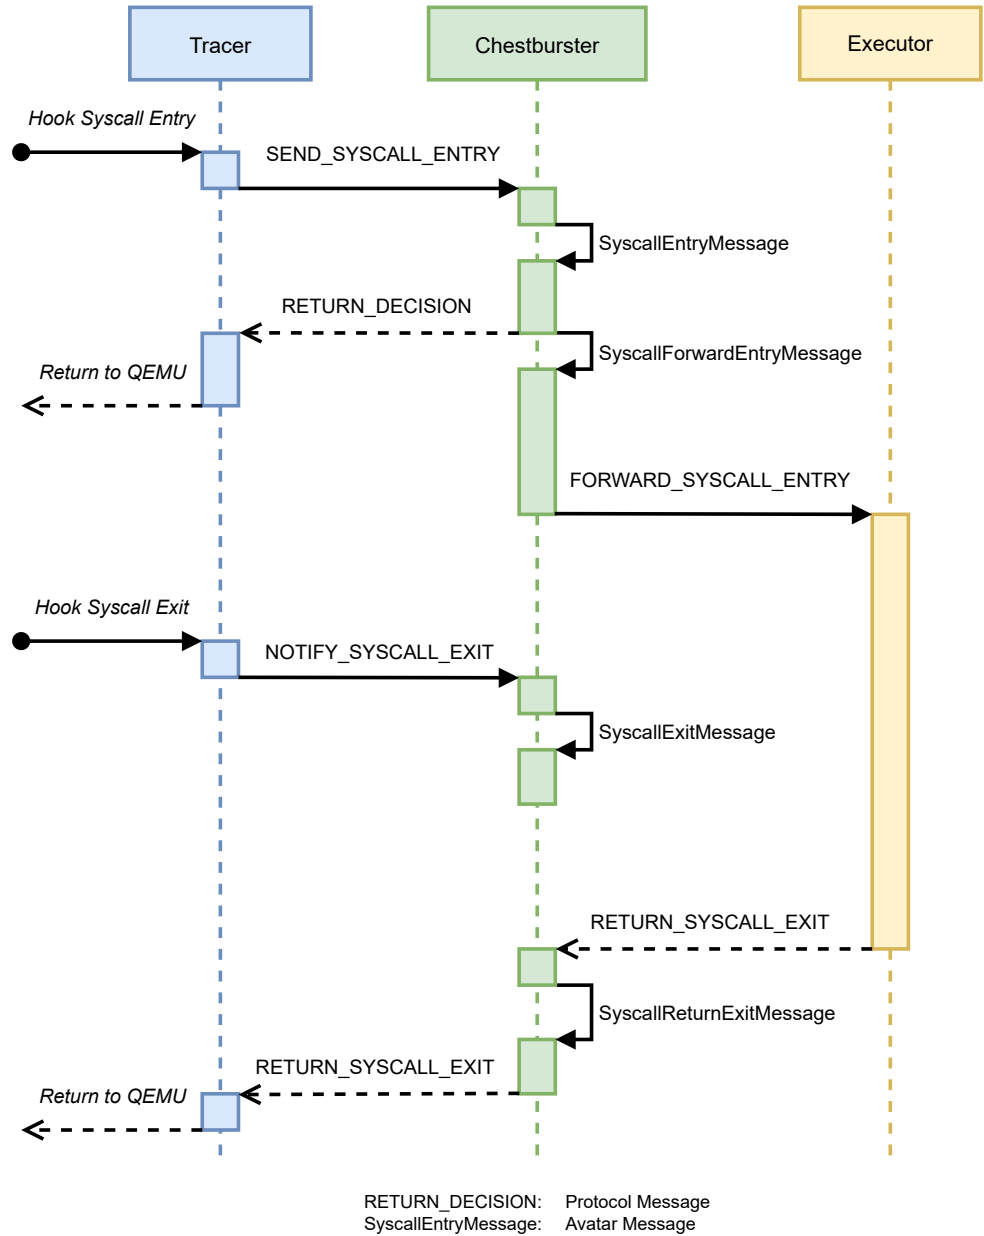 Tracer
Chestburster
Executor
Hook Syscall Entry
SEND_SYSCALL_ENTRY
SyscallEntryMessage
RETURN_DECISION
SyscallForwardEntryMessage
Return to QEMU
FORWARD_SYSCALL_ENTRY
Hook Syscall Exit
NOTIFY_SYSCALL_EXIT
SyscallExitMessage
RETURN_SYSCALL_EXIT
SyscallReturnExitMessage
RETURN_SYSCALL_EXIT
Return to QEMU
RETURN_DECISION: Protocol Message
SyscallEntryMessage: Avatar Message